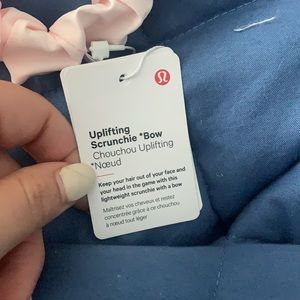 Uplifting
Scrunchie *Bow
Chouchou Uplifting
*Nœud
Keep your hair out of your face and
your head in the game with this
lightweight scrunchie with a bow
Maîtrisez vos cheveux et restez
concentrée grâce à ce chouchou
à nœud tout léger